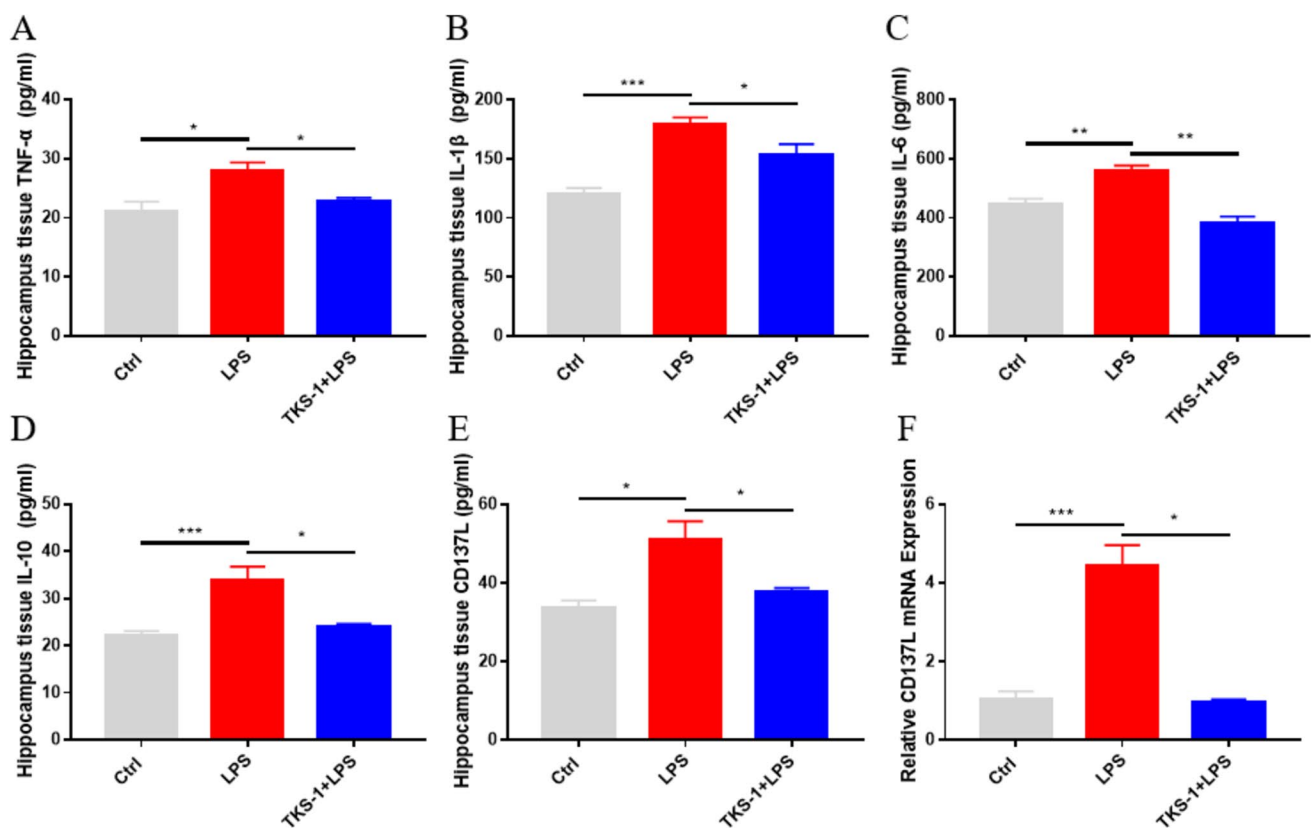 A
Hippocampus tissue TNF-α (pg/ml)
40
30
20
10
0
*
*
Ctrl
LPS
TKS-1+LPS
B
Hippocampus tissue IL-1β (pg/ml)
200
150
100
50
0
***
*
Ctrl
LPS
TKS-1+LPS
C
Hippocampus tissue IL-6 (pg/ml)
800
600
400
200
0
**
**
Ctrl
LPS
TKS-1+LPS
D
Hippocampus tissue IL-10 (pg/ml)
50
40
30
20
10
0
***
*
Ctrl
LPS
TKS-1+LPS
E
Hippocampus tissue CD137L (pg/ml)
60
40
20
0
*
*
Ctrl
LPS
TKS-1+LPS
F
Relative CD137L mRNA Expression
6
4
2
0
***
*
Ctrl
LPS
TKS-1+LPS